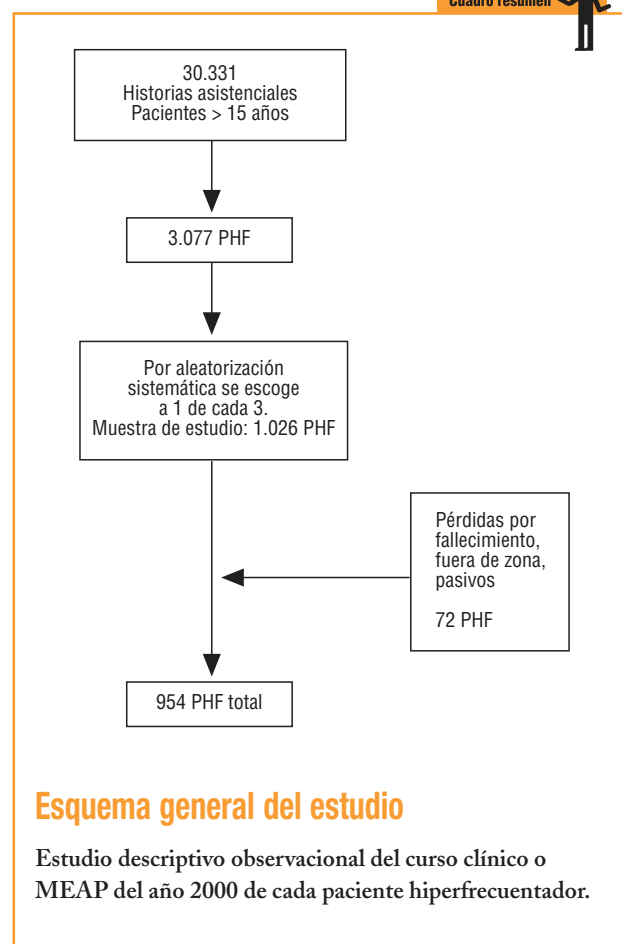 Cuadro resumen
30.331
Historias asistenciales
Pacientes > 15 años
3.077 PHF
Por aleatorización
sistemática se escoge
a 1 de cada 3.
Muestra de estudio: 1.026 PHF
Pérdidas por
fallecimiento,
fuera de zona,
pasivos
72 PHF
954 PHF total
Esquema general del estudio
Estudio descriptivo observacional del curso clínico o
MEAP del año 2000 de cada paciente hiperfrecuentador.